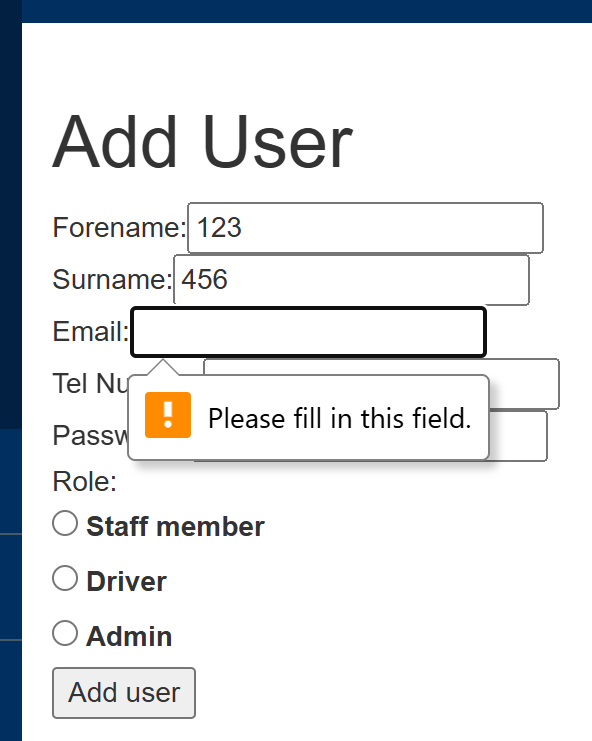 Add User
Forename: 123
Surname: 456
Email:
Tel
Please fill in this field.
Role:
Staff member
Driver
Admin
Add user